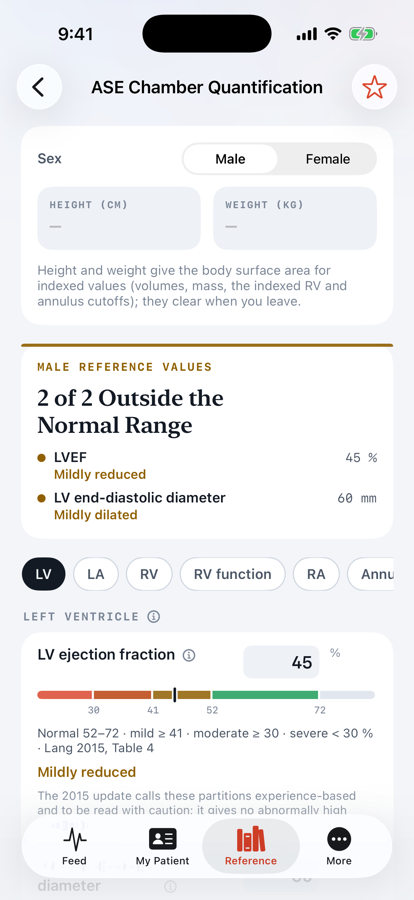 9:41
ASE Chamber Quantification
Sex
Male
Female
HEIGHT (CM)
WEIGHT (KG)
—
—
Height and weight give the body surface area for
indexed values (volumes, mass, the indexed RV and
annulus cutoffs); they clear when you leave.
MALE REFERENCE VALUES
2 of 2 Outside the
Normal Range
LVEF
45 %
Mildly reduced
LV end-diastolic diameter
60 mm
Mildly dilated
LV
LA
RV
RV function
RA
Annu
LEFT VENTRICLE
LV ejection fraction
45
%
30
41
52
72
Normal 52–72 · mild ≥ 41 · moderate ≥ 30 · severe < 30 %
· Lang 2015, Table 4
Mildly reduced
The 2015 update calls these partitions experience-based
and to be read with caution; it gives no abnormally high
Feed
My Patient
Reference
More
diameter